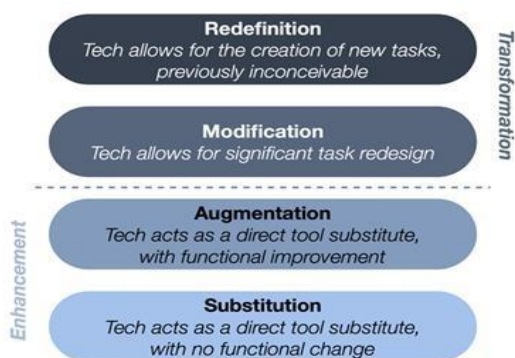 Redefinition
Tech allows for the creation of new tasks,
previously inconceivable
Transformation
Modification
Tech allows for significant task redesign
Augmentation
Tech acts as a direct tool substitute,
with functional improvement
Enhancement
Substitution
Tech acts as a direct tool substitute,
with no functional change